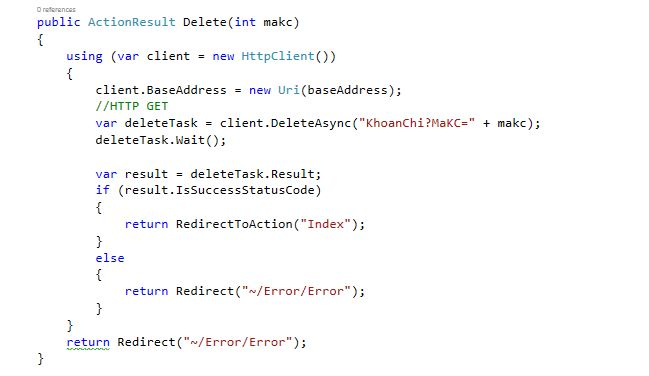 0 references
public ActionResult Delete(int makc)
{
    using (var client = new HttpClient())
    {
        client.BaseAddress = new Uri(baseAddress);
        //HTTP GET
        var deleteTask = client.DeleteAsync("KhoanChi?MaKC=" + makc);
        deleteTask.Wait();

        var result = deleteTask.Result;
        if (result.IsSuccessStatusCode)
        {
            return RedirectToAction("Index");
        }
        else
        {
            return Redirect("~/Error/Error");
        }
    }
    return Redirect("~/Error/Error");
}